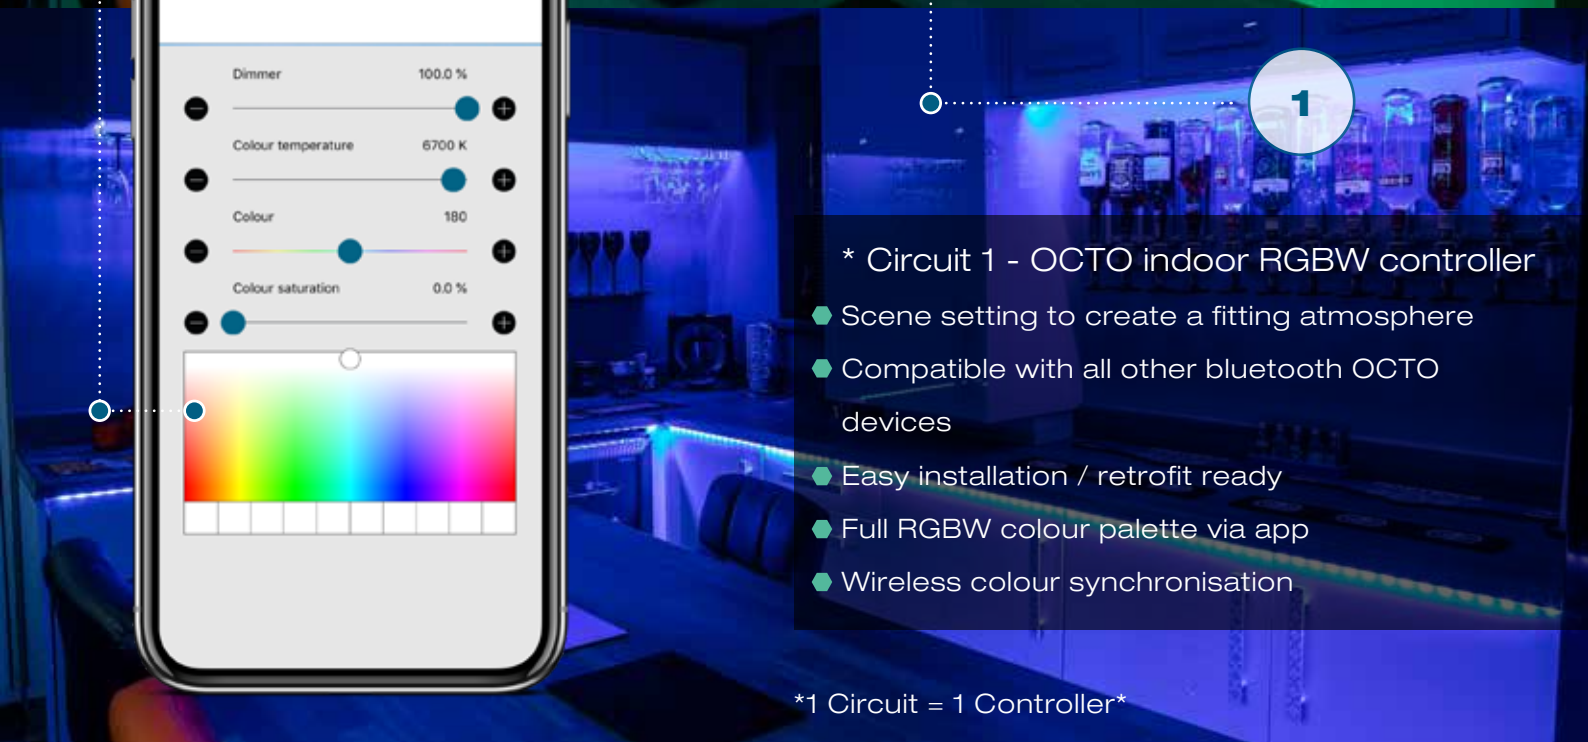 Dimmer 100.0 %
Colour temperature 6700 K
Colour 180
Colour saturation 0.0 %
1
* Circuit 1 - OCTO indoor RGBW controller
Scene setting to create a fitting atmosphere
Compatible with all other bluetooth OCTO
devices
Easy installation / retrofit ready
Full RGBW colour palette via app
Wireless colour synchronisation
*1 Circuit = 1 Controller*